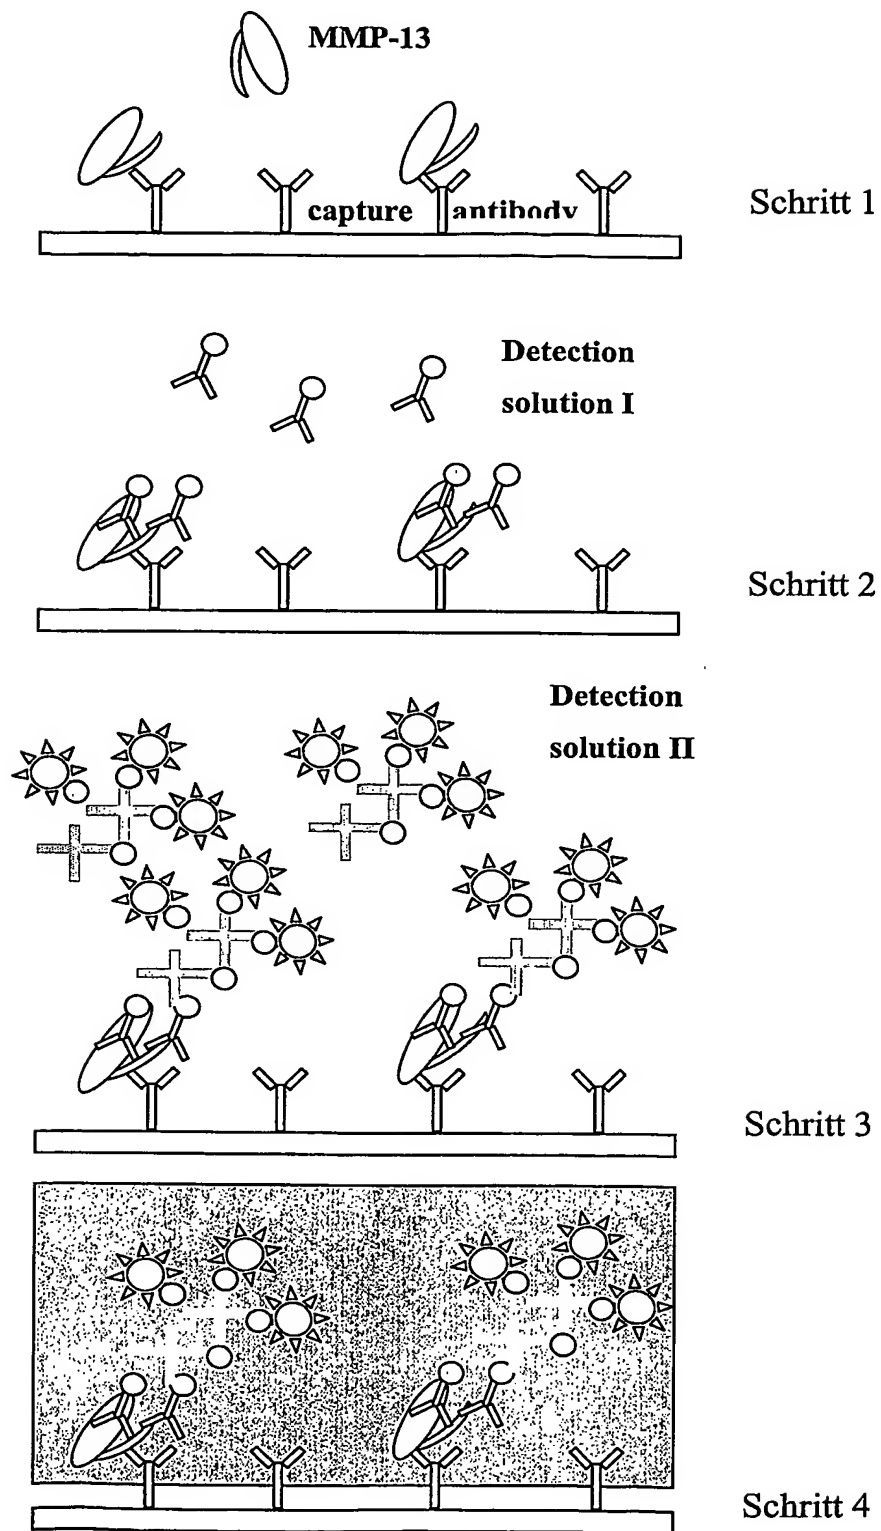 MMP-13
capture antibody
Schritt 1
Detection
solution I
Schritt 2
Detection
solution II
Schritt 3
Schritt 4